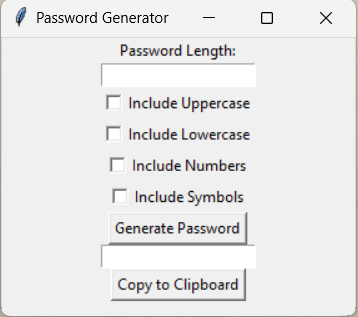 Password Generator
Password Length:
Include Uppercase
Include Lowercase
Include Numbers
Include Symbols
Generate Password
Copy to Clipboard